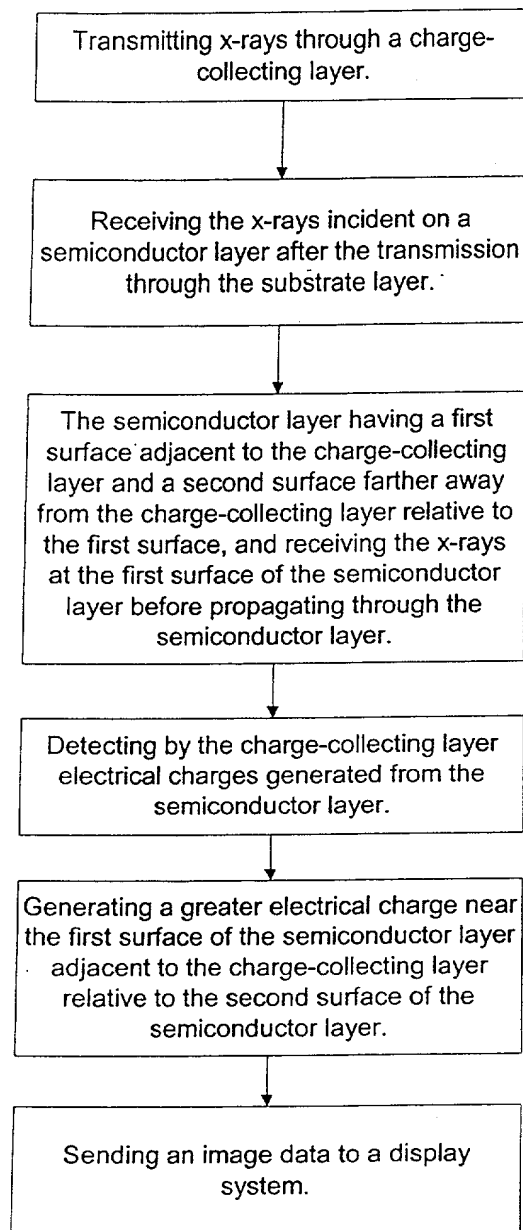 Transmitting x-rays through a charge-
collecting layer.
Receiving the x-rays incident on a
semiconductor layer after the transmission
through the substrate layer.
The semiconductor layer having a first
surface adjacent to the charge-collecting
layer and a second surface farther away
from the charge-collecting layer relative to
the first surface, and receiving the x-rays
at the first surface of the semiconductor
layer before propagating through the
semiconductor layer.
Detecting by the charge-collecting layer
electrical charges generated from the
semiconductor layer.
Generating a greater electrical charge near
the first surface of the semiconductor layer
adjacent to the charge-collecting layer
relative to the second surface of the
semiconductor layer.
Sending an image data to a display
system.